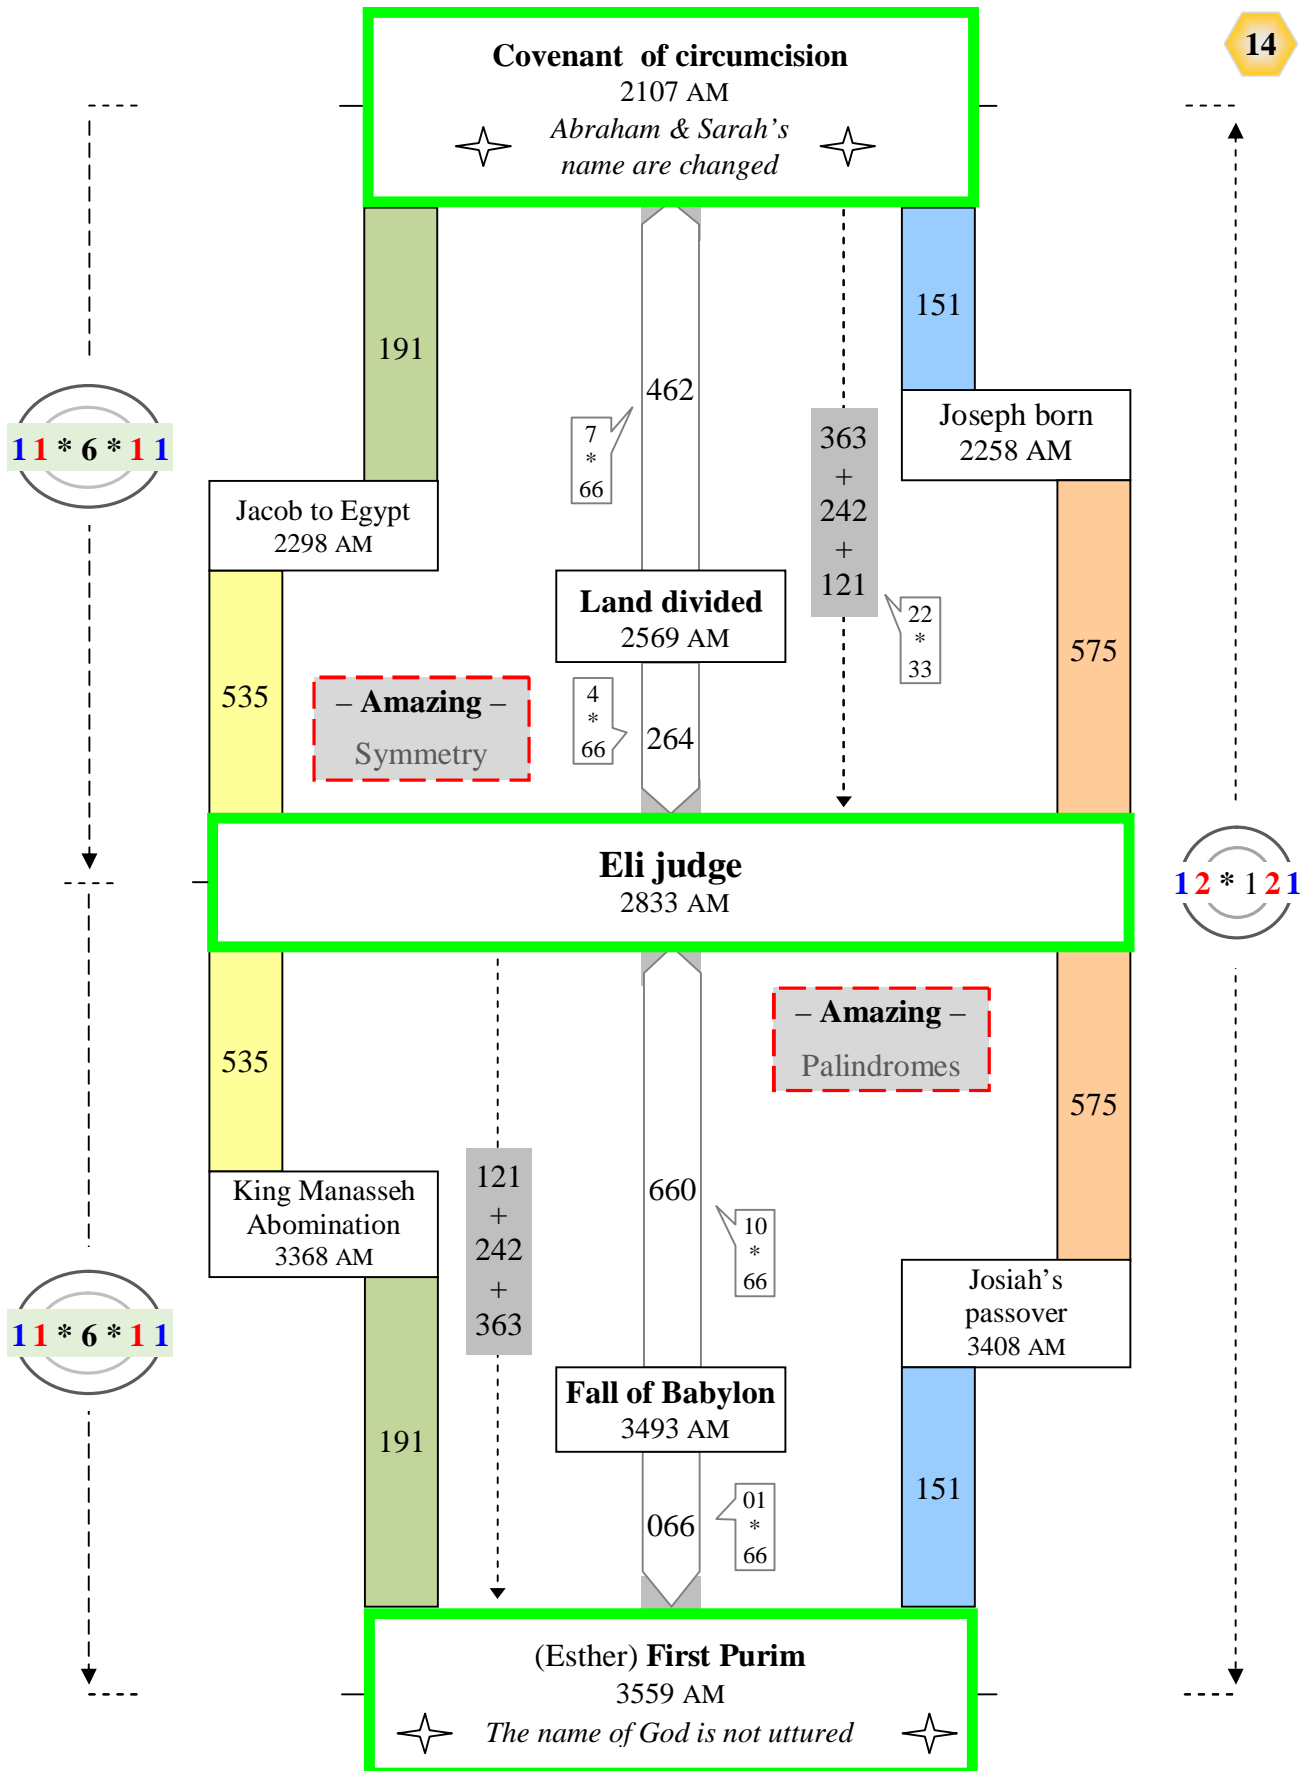 14
Covenant of circumcision
2107 AM
Abraham & Sarah's
name are changed
191
462
151
7
*
66
363
+
242
+
121
22
*
33
Joseph born
2258 AM
11 * 6 * 11
Jacob to Egypt
2298 AM
Land divided
2569 AM
535
– Amazing –
Symmetry
4
*
66
264
575
Eli judge
2833 AM
12 * 121
535
– Amazing –
Palindromes
575
121
+
242
+
363
660
10
*
66
King Manasseh
Abomination
3368 AM
Josiah's
passover
3408 AM
11 * 6 * 11
Fall of Babylon
3493 AM
191
151
066
01
*
66
(Esther) First Purim
3559 AM
The name of God is not uttured